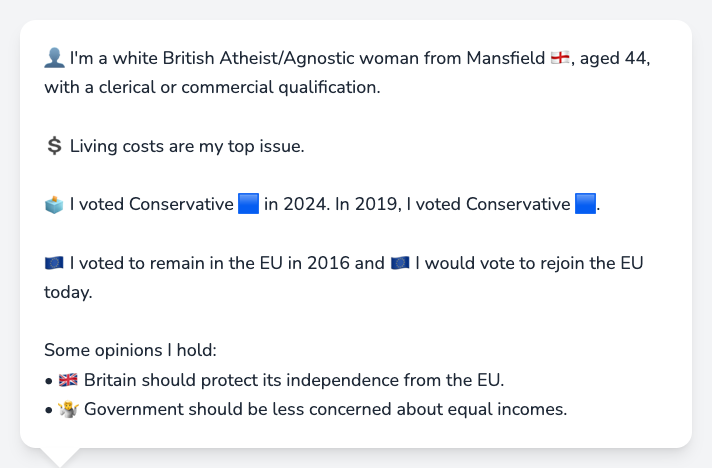 👤 I'm a white British Atheist/Agnostic woman from Mansfield 🏴󠁧󠁢󠁥󠁮󠁧󠁿, aged 44,
with a clerical or commercial qualification.
💲 Living costs are my top issue.
🗳️ I voted Conservative 🟦 in 2024. In 2019, I voted Conservative 🟦.
🇪🇺 I voted to remain in the EU in 2016 and 🇪🇺 I would vote to rejoin the EU
today.
Some opinions I hold:
• 🇬🇧 Britain should protect its independence from the EU.
• 🤷‍♀️ Government should be less concerned about equal incomes.